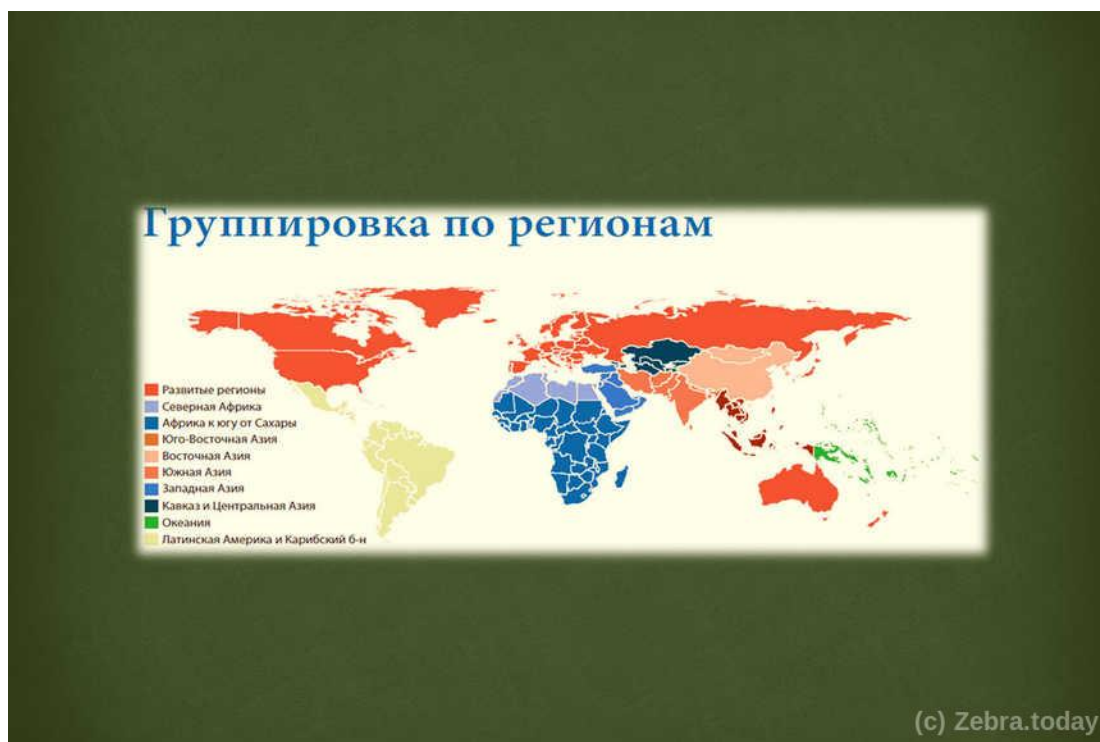 Группировка по регионам
Развитые регионы
Северная Африка
Африка к югу от Сахары
Юго-Восточная Азия
Восточная Азия
Южная Азия
Западная Азия
Кавказ и Центральная Азия
Океания
Латинская Америка и Карибский б-н
(c) Zebra.today